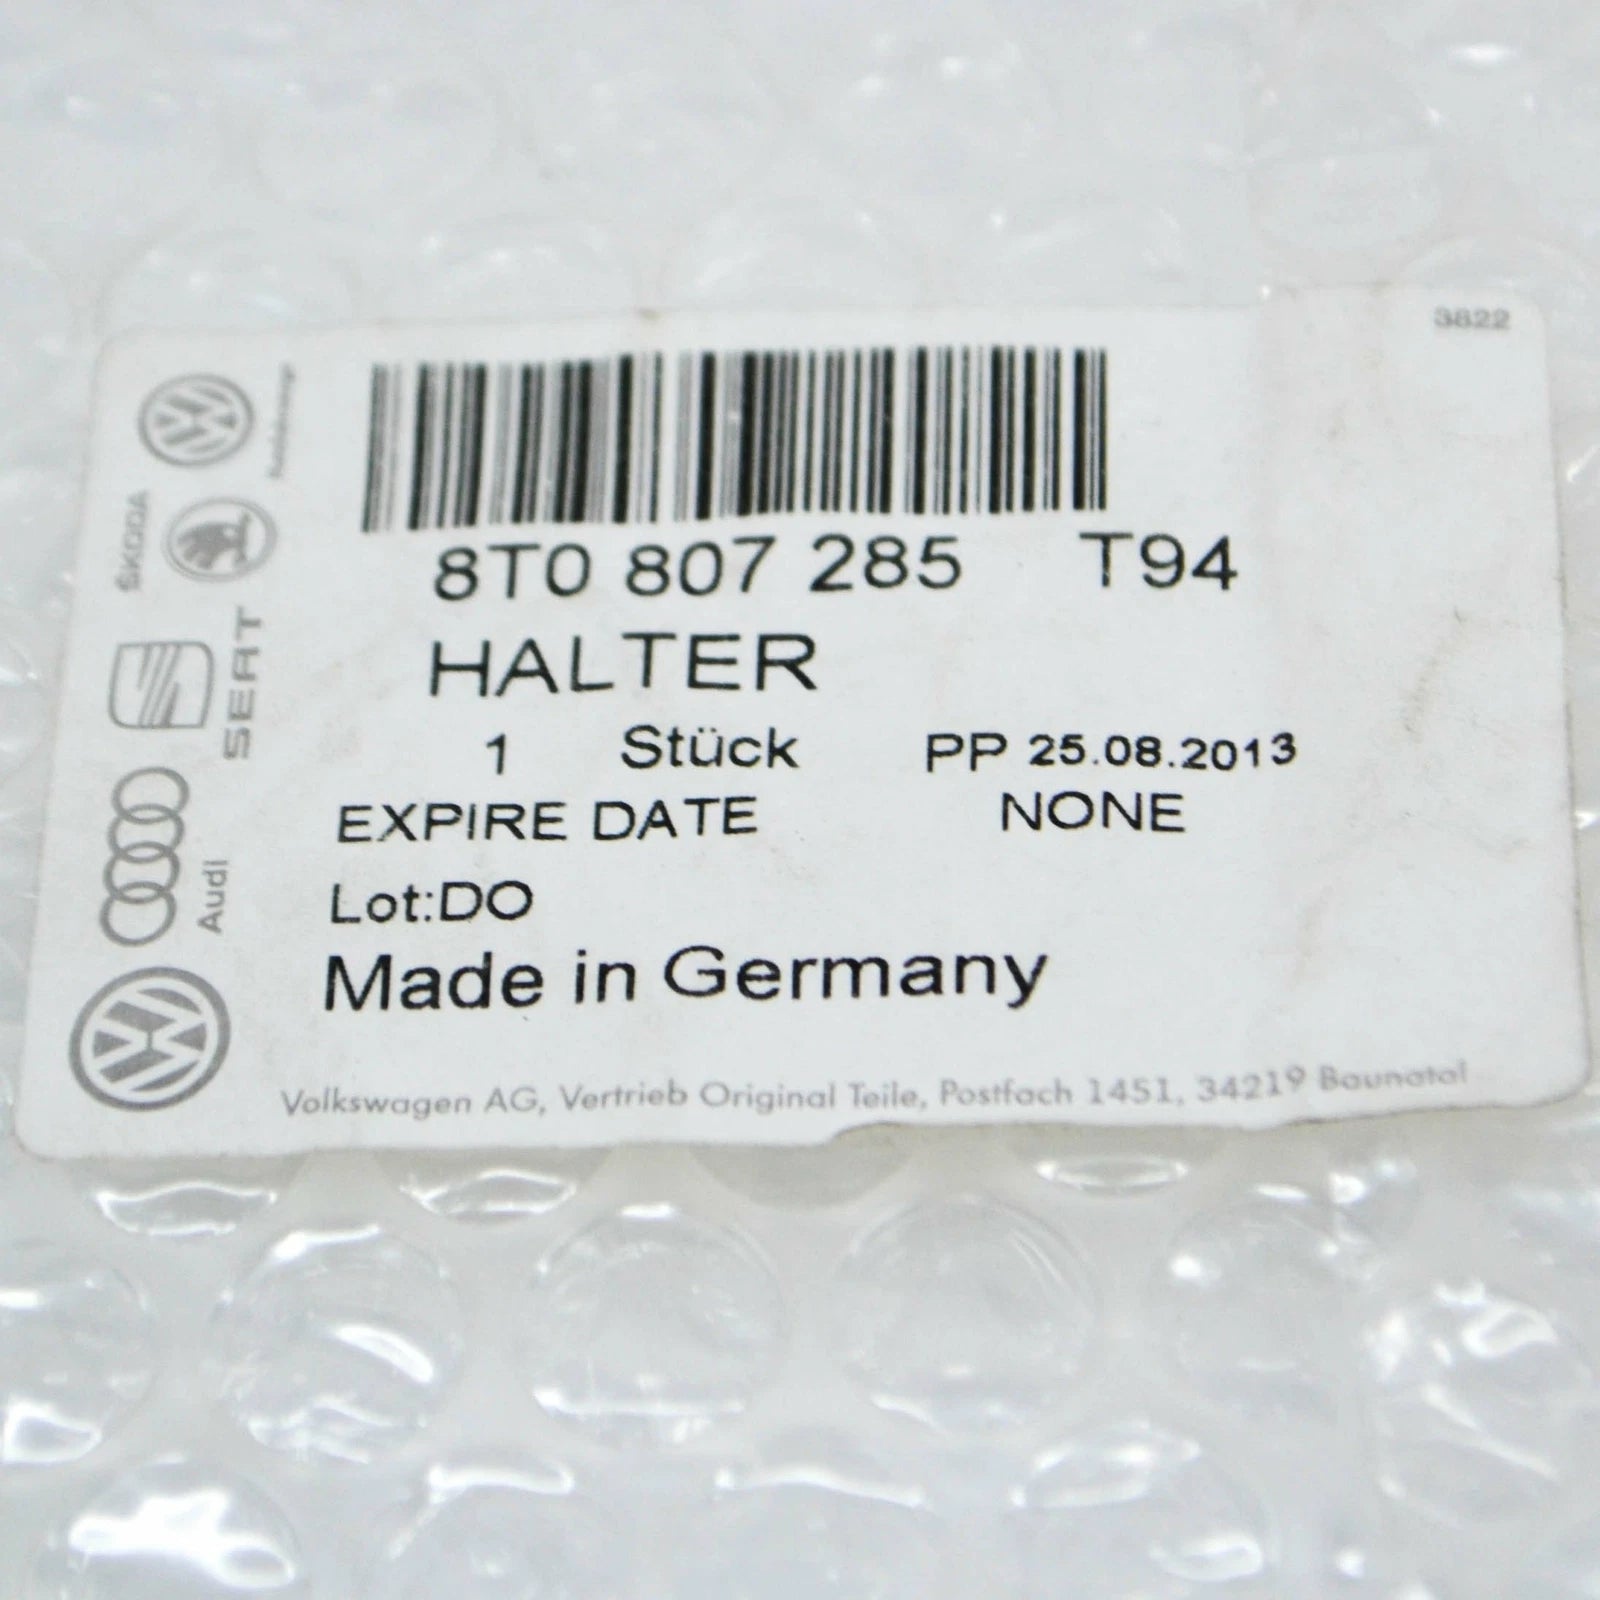 3822
8T0 807 285 T94
HALTER
1 Stück PP 25.08.2013
EXPIRE DATE NONE
Lot:DO
Made in Germany
Volkswagen AG, Vertrieb Original Teile, Postfach 1451, 34219 Baunatal
ŠKODA
SEAT
Audi